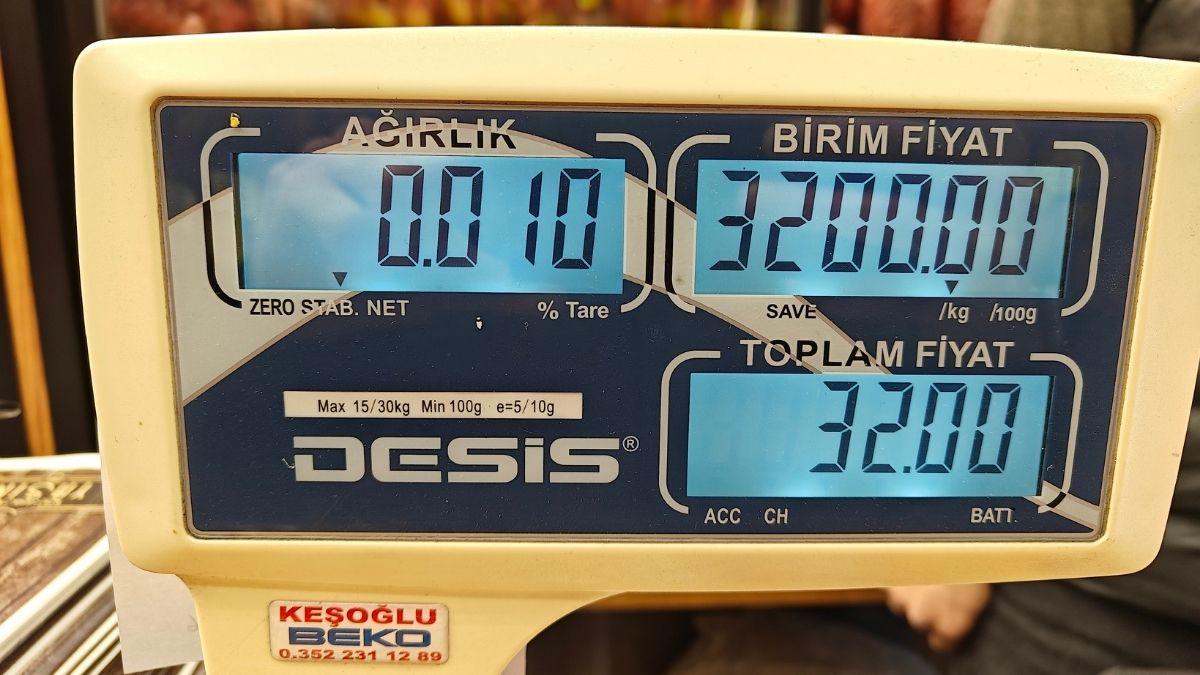 AĞIRLIK
0.010
ZERO STAB. NET % Tare
BİRİM FİYAT
3200.00
SAVE /kg /100g
Max 15/30kg Min 100g e=5/10g
DESiS®
TOPLAM FİYAT
32.00
ACC CH BATT.
KEŞOĞLU
BEKO
0.352 231 12 89